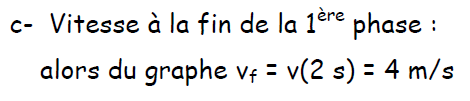 c- Vitesse à la fin de la 1ère phase :
alors du graphe vf = v(2 s) = 4 m/s